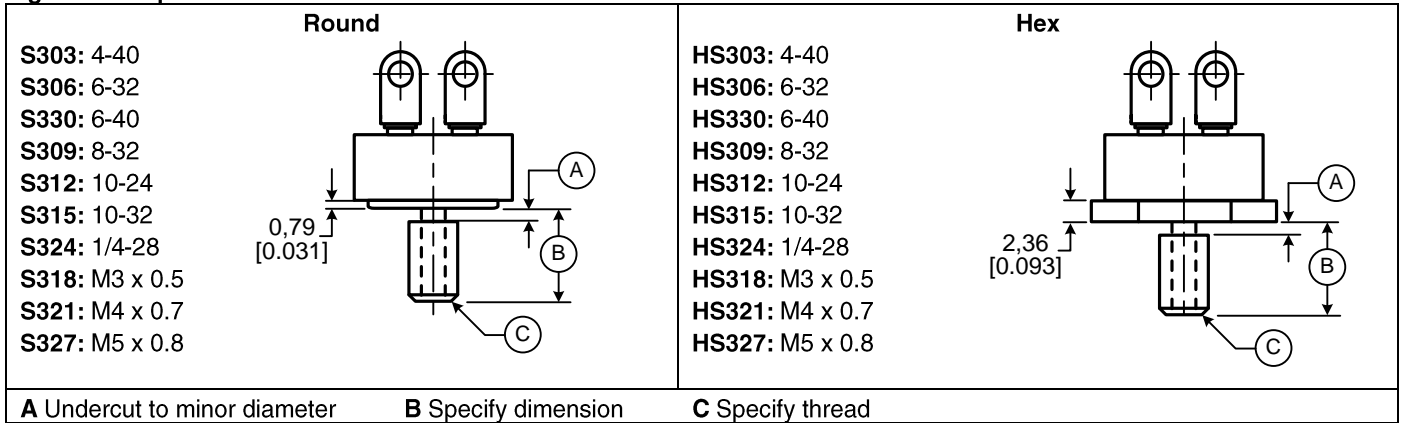 Round
S303: 4-40
S306: 6-32
S330: 6-40
S309: 8-32
S312: 10-24
S315: 10-32
S324: 1/4-28
S318: M3 x 0.5
S321: M4 x 0.7
S327: M5 x 0.8
0,79
[0.031]
A
B
C
Hex
HS303: 4-40
HS306: 6-32
HS330: 6-40
HS309: 8-32
HS312: 10-24
HS315: 10-32
HS324: 1/4-28
HS318: M3 x 0.5
HS321: M4 x 0.7
HS327: M5 x 0.8
2,36
[0.093]
A
B
C
A Undercut to minor diameter B Specify dimension C Specify thread